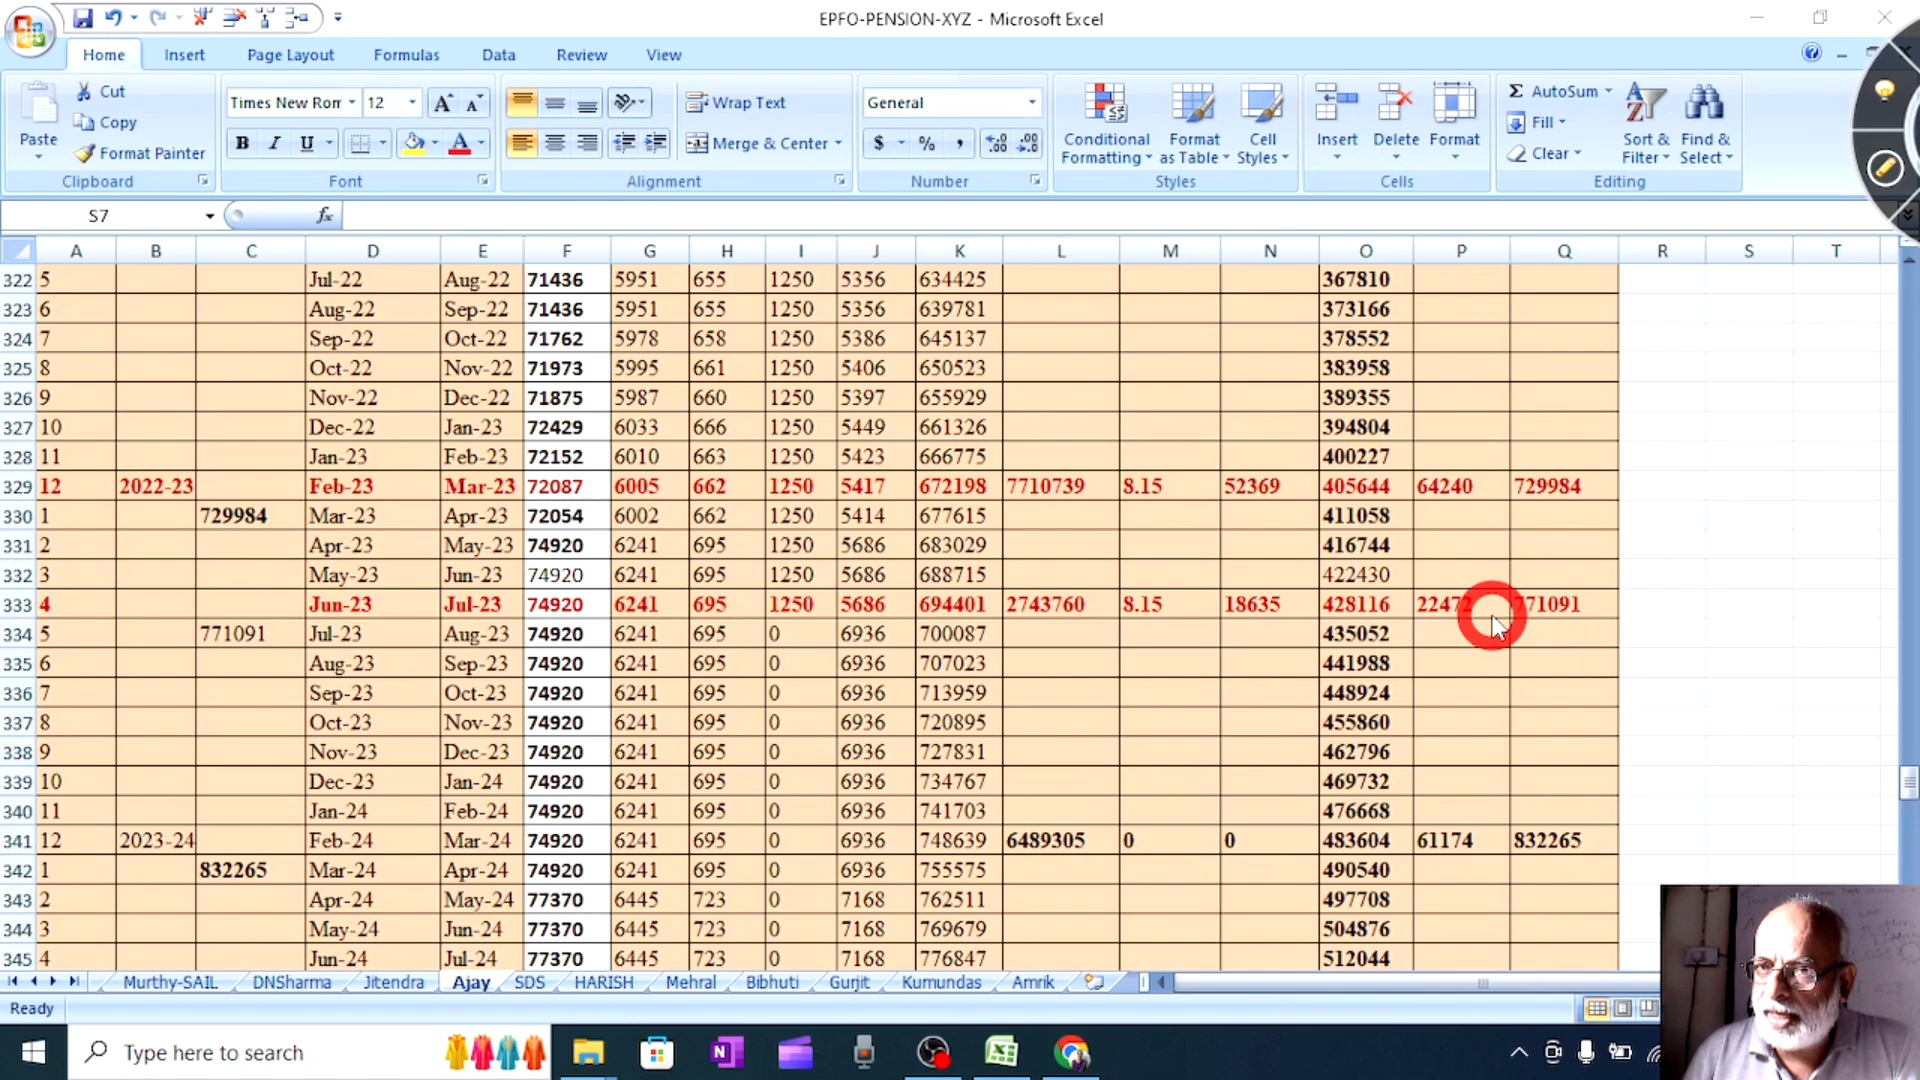 EPFO-PENSION-XYZ - Microsoft Excel
Home Insert Page Layout Formulas Data Review View
Paste Cut Copy Format Painter Clipboard
Times New Ron 12 B I U Font
Wrap Text Merge & Center Alignment
General $ % , Number
Conditional Formatting Format as Table Cell Styles Styles
Insert Delete Format Cells
Σ AutoSum Fill Clear Sort & Filter Find & Select Editing
S7 fx
A B C D E F G H I J K L M N O P Q R S T
322 5 Jul-22 Aug-22 71436 5951 655 1250 5356 634425 367810
323 6 Aug-22 Sep-22 71436 5951 655 1250 5356 639781 373166
324 7 Sep-22 Oct-22 71762 5978 658 1250 5386 645137 378552
325 8 Oct-22 Nov-22 71973 5995 661 1250 5406 650523 383958
326 9 Nov-22 Dec-22 71875 5987 660 1250 5397 655929 389355
327 10 Dec-22 Jan-23 72429 6033 666 1250 5449 661326 394804
328 11 Jan-23 Feb-23 72152 6010 663 1250 5423 666775 400227
329 12 2022-23 Feb-23 Mar-23 72087 6005 662 1250 5417 672198 7710739 8.15 52369 405644 64240 729984
330 1 729984 Mar-23 Apr-23 72054 6002 662 1250 5414 677615 411058
331 2 Apr-23 May-23 74920 6241 695 1250 5686 683029 416744
332 3 May-23 Jun-23 74920 6241 695 1250 5686 688715 422430
333 4 Jun-23 Jul-23 74920 6241 695 1250 5686 694401 2743760 8.15 18635 428116 22472 771091
334 5 771091 Jul-23 Aug-23 74920 6241 695 0 6936 700087 435052
335 6 Aug-23 Sep-23 74920 6241 695 0 6936 707023 441988
336 7 Sep-23 Oct-23 74920 6241 695 0 6936 713959 448924
337 8 Oct-23 Nov-23 74920 6241 695 0 6936 720895 455860
338 9 Nov-23 Dec-23 74920 6241 695 0 6936 727831 462796
339 10 Dec-23 Jan-24 74920 6241 695 0 6936 734767 469732
340 11 Jan-24 Feb-24 74920 6241 695 0 6936 741703 476668
341 12 2023-24 Feb-24 Mar-24 74920 6241 695 0 6936 748639 6489305 0 0 483604 61174 832265
342 1 832265 Mar-24 Apr-24 74920 6241 695 0 6936 755575 490540
343 2 Apr-24 May-24 77370 6445 723 0 7168 762511 497708
344 3 May-24 Jun-24 77370 6445 723 0 7168 769679 504876
345 4 Jun-24 Jul-24 77370 6445 723 0 7168 776847 512044
Murthy-SAIL DNSharma Jitendra Ajay SDS HARISH Mehral Bibhuti Gurjit Kumundas Amrik
Ready
Type here to search